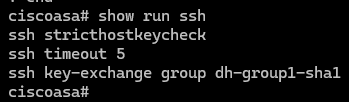 ciscoasa# show run ssh
ssh stricthostkeycheck
ssh timeout 5
ssh key-exchange group dh-group1-sha1
ciscoasa#